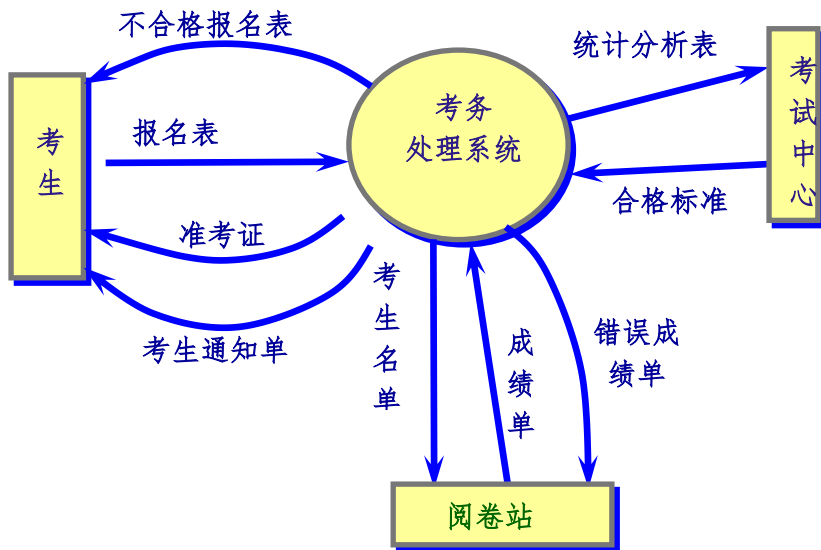 不合格报名表
统计分析表
考生
报名表
考务
处理系统
考试中心
合格标准
准考证
考生通知单
考生名单
成绩单
错误成
绩单
阅卷站